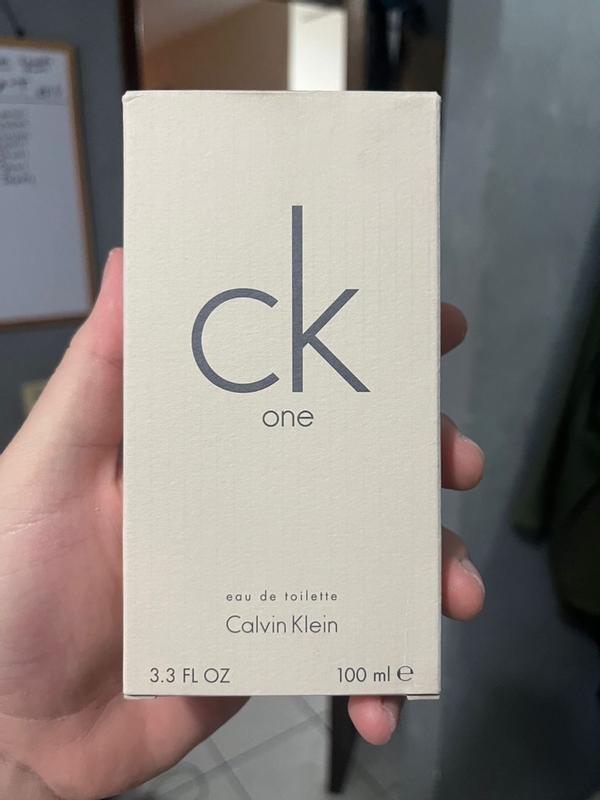 ck
one
eau de toilette
Calvin Klein
3.3 FL OZ 100 ml ℮